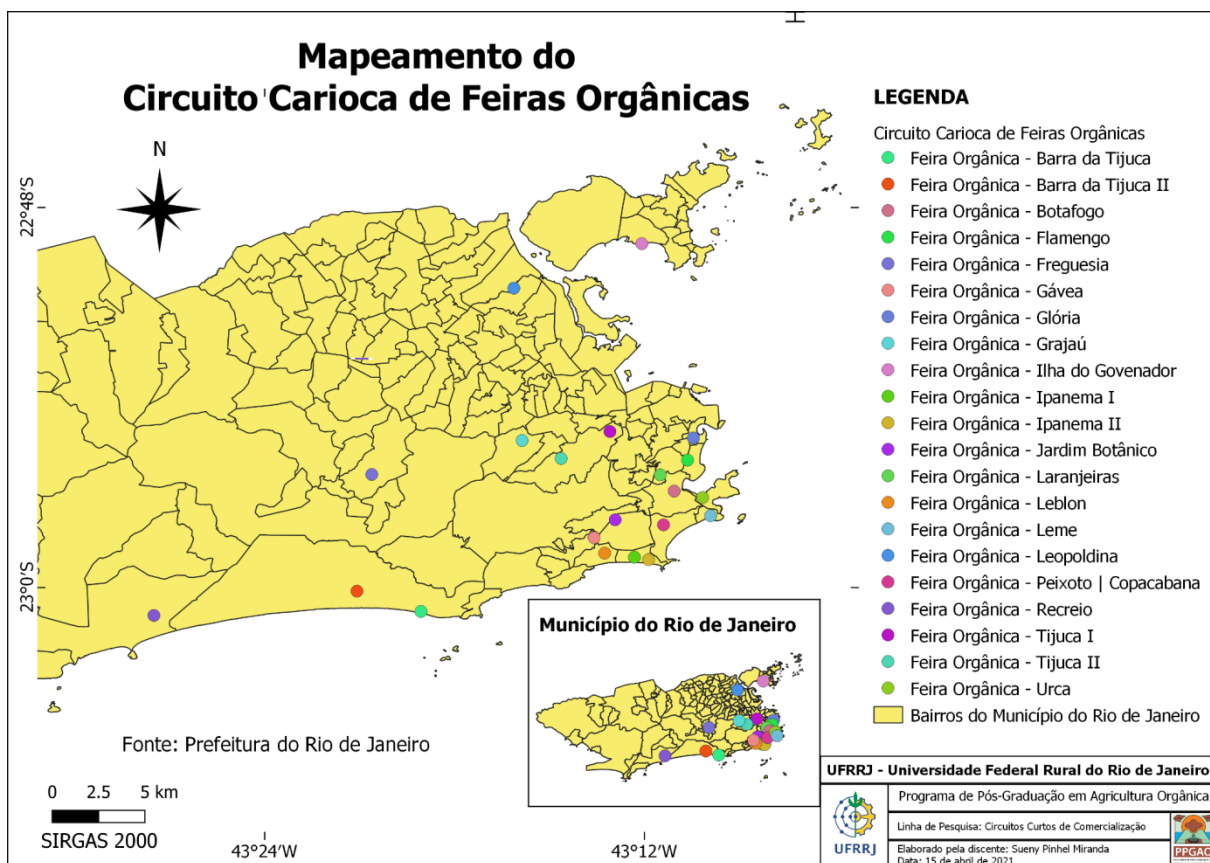 Mapeamento do
Circuito Carioca de Feiras Orgânicas
N
22°48'S
23°0'S
43°24'W
43°12'W
Fonte: Prefeitura do Rio de Janeiro
0 2.5 5 km
SIRGAS 2000
Município do Rio de Janeiro
LEGENDA
Circuito Carioca de Feiras Orgânicas
Feira Orgânica - Barra da Tijuca
Feira Orgânica - Barra da Tijuca II
Feira Orgânica - Botafogo
Feira Orgânica - Flamengo
Feira Orgânica - Freguesia
Feira Orgânica - Gávea
Feira Orgânica - Glória
Feira Orgânica - Grajaú
Feira Orgânica - Ilha do Govenador
Feira Orgânica - Ipanema I
Feira Orgânica - Ipanema II
Feira Orgânica - Jardim Botânico
Feira Orgânica - Laranjeiras
Feira Orgânica - Leblon
Feira Orgânica - Leme
Feira Orgânica - Leopoldina
Feira Orgânica - Peixoto | Copacabana
Feira Orgânica - Recreio
Feira Orgânica - Tijuca I
Feira Orgânica - Tijuca II
Feira Orgânica - Urca
Bairros do Município do Rio de Janeiro
UFRRJ - Universidade Federal Rural do Rio de Janeiro
Programa de Pós-Graduação em Agricultura Orgânica
Linha de Pesquisa: Circuitos Curtos de Comercialização
Elaborado pela discente: Sueny Pinhel Miranda
Data: 15 de abril de 2021
UFRRJ
PPGAO